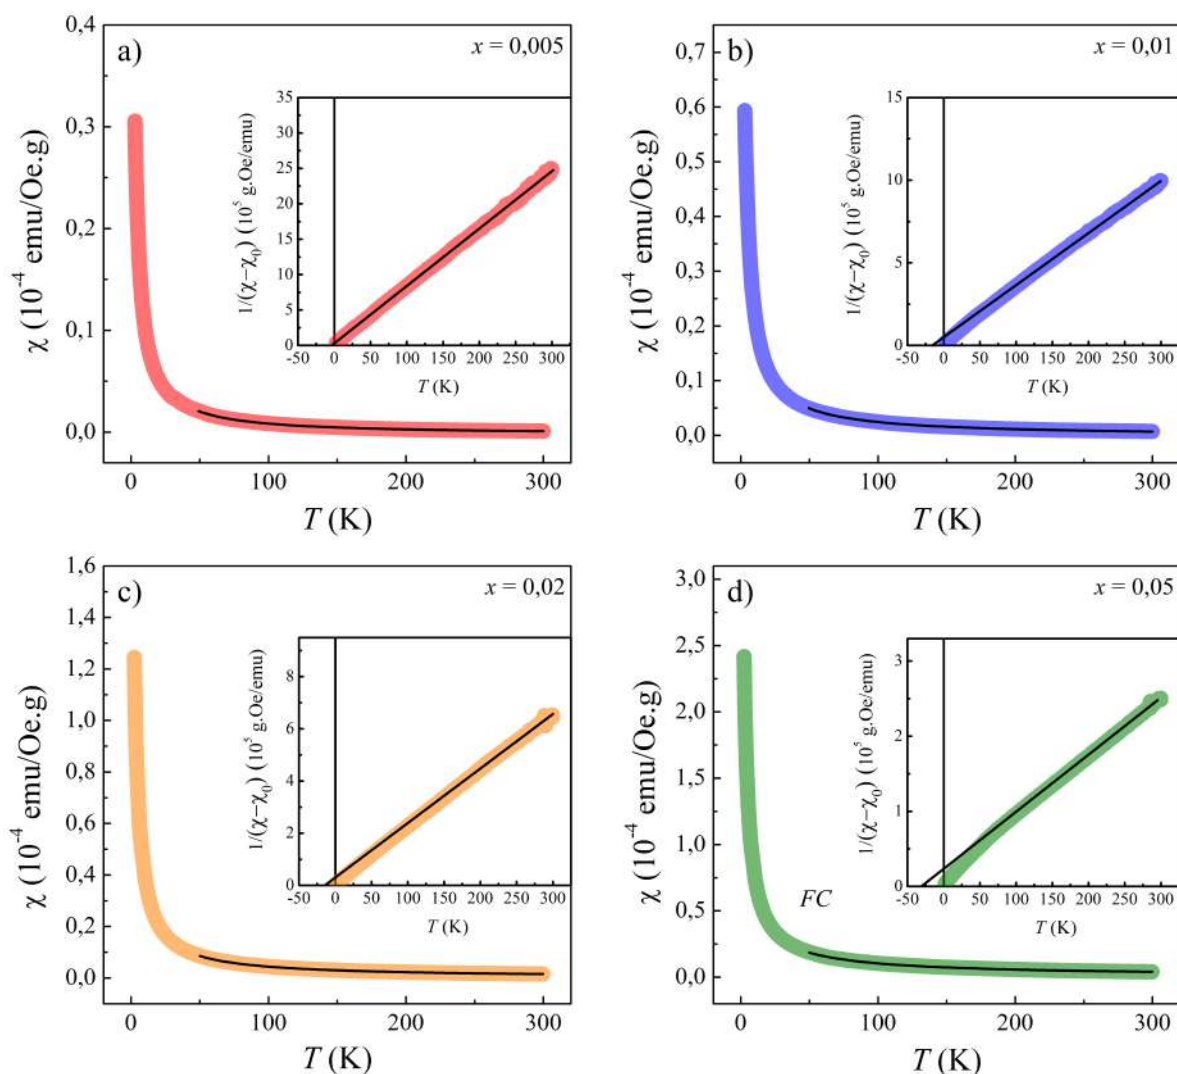 a)
x = 0,005
χ (10⁻⁴ emu/Oe.g)
0,4
0,3
0,2
0,1
0,0
0 100 200 300
T (K)
1/(χ−χ₀) (10⁵ g.Oe/emu)
35
30
25
20
15
10
5
0
-50 0 50 100 150 200 250 300
T (K)
b)
x = 0,01
χ (10⁻⁴ emu/Oe.g)
0,7
0,6
0,5
0,4
0,3
0,2
0,1
0,0
0 100 200 300
T (K)
1/(χ−χ₀) (10⁵ g.Oe/emu)
15
10
5
0
-50 0 50 100 150 200 250 300
T (K)
c)
x = 0,02
χ (10⁻⁴ emu/Oe.g)
1,6
1,4
1,2
1,0
0,8
0,6
0,4
0,2
0,0
0 100 200 300
T (K)
1/(χ−χ₀) (10⁵ g.Oe/emu)
8
6
4
2
0
-50 0 50 100 150 200 250 300
T (K)
d)
x = 0,05
χ (10⁻⁴ emu/Oe.g)
3,0
2,5
2,0
1,5
1,0
0,5
0,0
FC
0 100 200 300
T (K)
1/(χ−χ₀) (10⁵ g.Oe/emu)
3
2
1
0
-50 0 50 100 150 200 250 300
T (K)